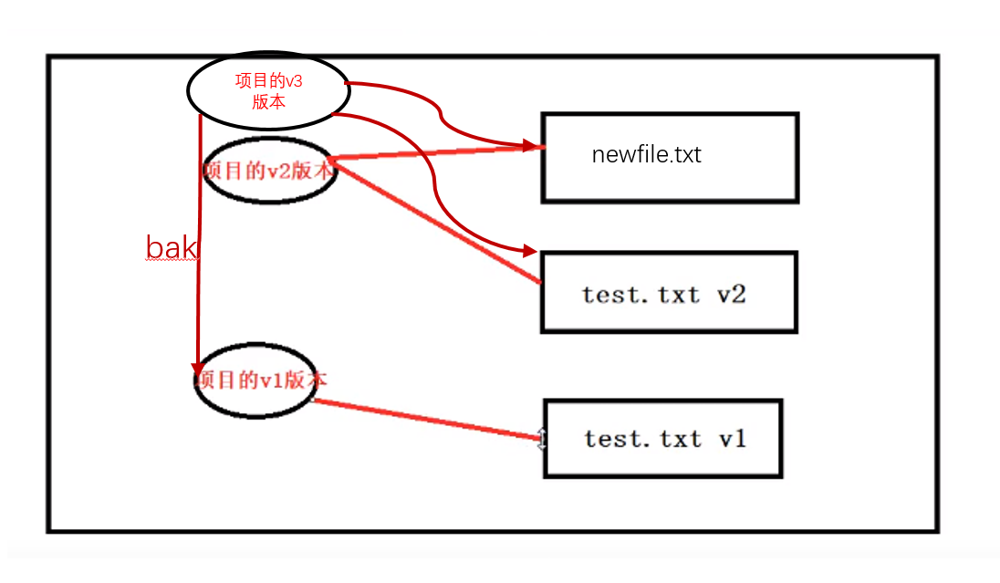 项目的v3
版本
newfile.txt
项目的v2版本
bak
test.txt v2
项目的v1版本
test.txt v1